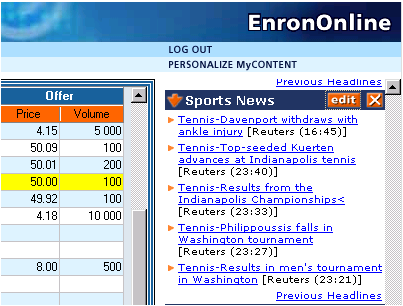 EnronOnline
LOG OUT
PERSONALIZE MyCONTENT
Offer
Price Volume
4.15 5 000
50.09 100
50.01 200
50.00 100
49.92 100
4.18 10 000
8.00 500
Previous Headlines
Sports News edit
Tennis-Davenport withdraws with
ankle injury [Reuters (16:45)]
Tennis-Top-seeded Kuerten
advances at Indianapolis tennis
[Reuters (23:40)]
Tennis-Results from the
Indianapolis Championships<
[Reuters (23:33)]
Tennis-Philippoussis falls in
Washington tournament
[Reuters (23:27)]
Tennis-Results in men's tournament
in Washington [Reuters (23:21)]
Previous Headlines